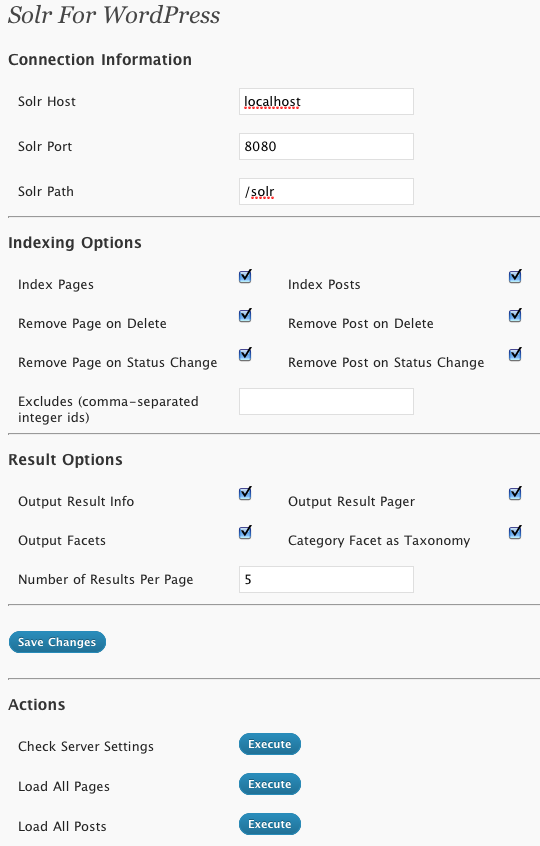 Solr For WordPress
Connection Information
Solr Host localhost
Solr Port 8080
Solr Path /solr
Indexing Options
Index Pages Index Posts
Remove Page on Delete Remove Post on Delete
Remove Page on Status Change Remove Post on Status Change
Excludes (comma-separated
integer ids)
Result Options
Output Result Info Output Result Pager
Output Facets Category Facet as Taxonomy
Number of Results Per Page 5
Save Changes
Actions
Check Server Settings Execute
Load All Pages Execute
Load All Posts Execute